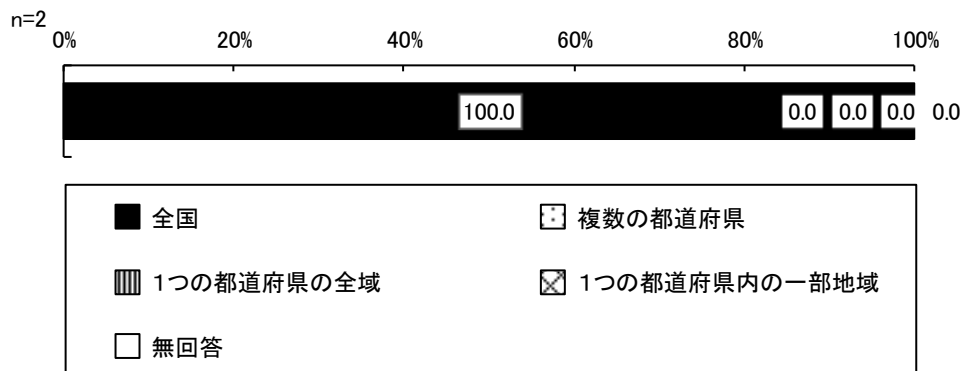 n=2
0% 20% 40% 60% 80% 100%
100.0 0.0 0.0 0.0 0.0
全国 複数の都道府県
1つの都道府県の全域 1つの都道府県内の一部地域
無回答